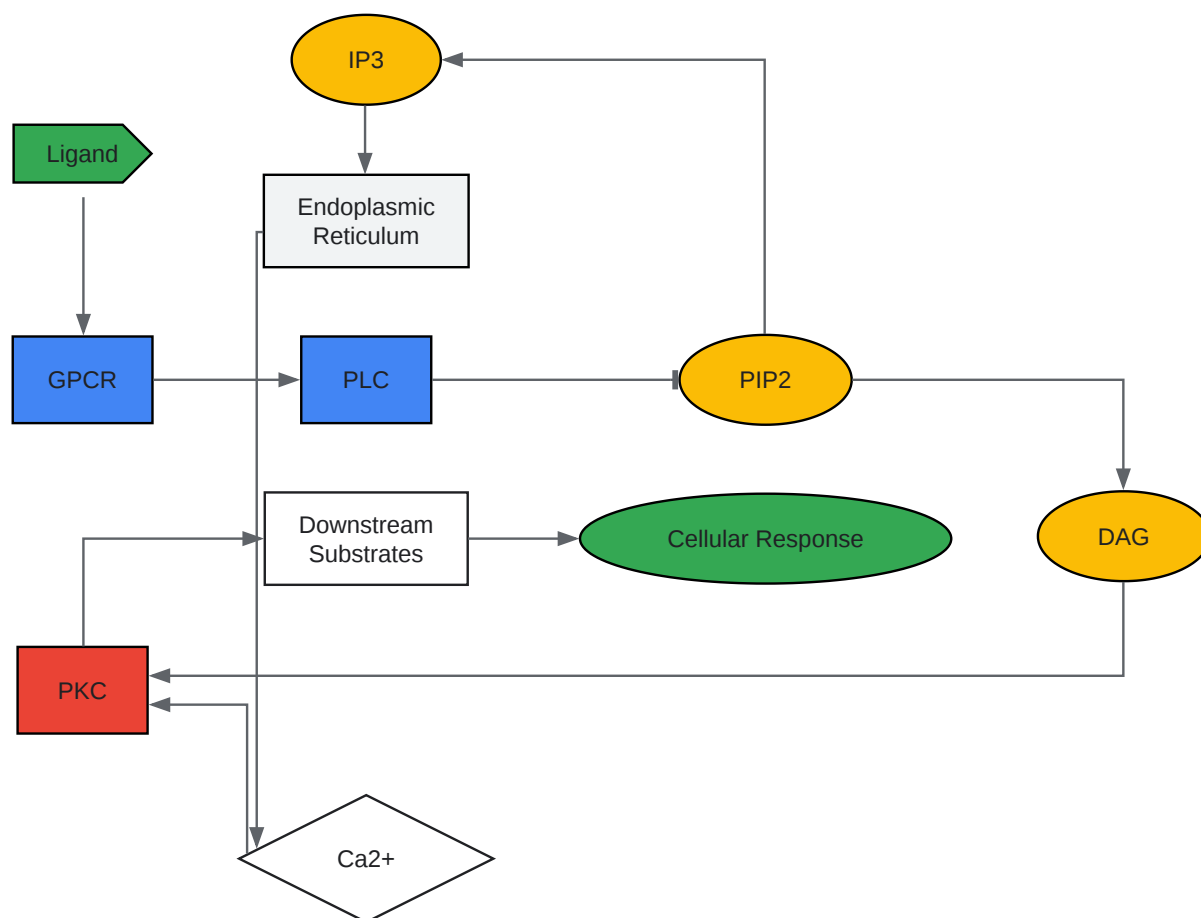 IP3
Ligand
Endoplasmic
Reticulum
GPCR
PLC
PIP2
Downstream
Substrates
Cellular Response
DAG
PKC
Ca2+